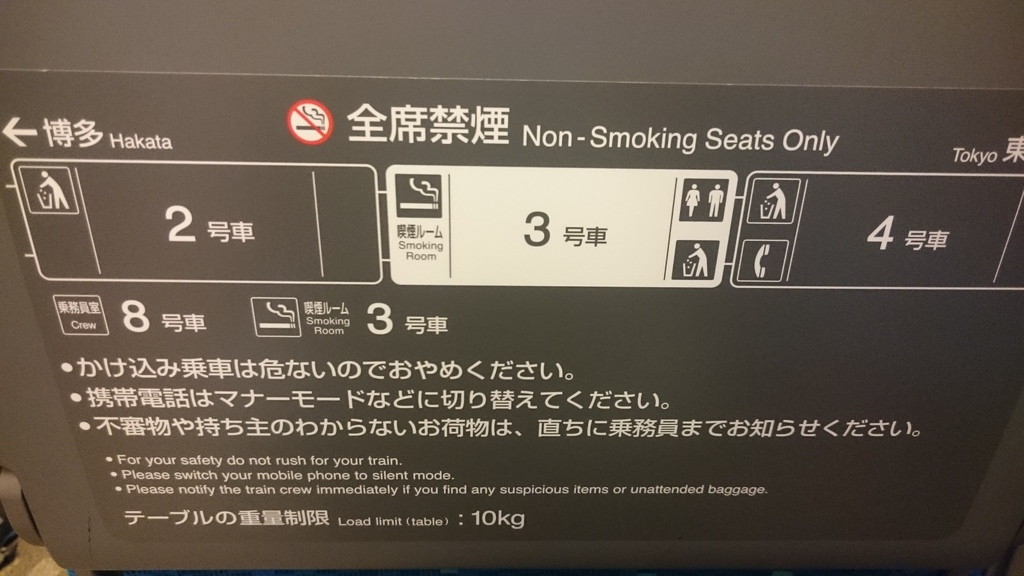 ← 博多 Hakata 全席禁煙 Non-Smoking Seats Only Tokyo 東
2 号車
喫煙ルーム
Smoking
Room
3 号車
4 号車
乗務員室
Crew
8 号車
喫煙ルーム
Smoking
Room
3 号車
●かけ込み乗車は危ないのでおやめください。
●携帯電話はマナーモードなどに切り替えてください。
●不審物や持ち主のわからないお荷物は、直ちに乗務員までお知らせください。
● For your safety do not rush for your train.
● Please switch your mobile phone to silent mode.
● Please notify the train crew immediately if you find any suspicious items or unattended baggage.
テーブルの重量制限 Load limit (table) : 10kg